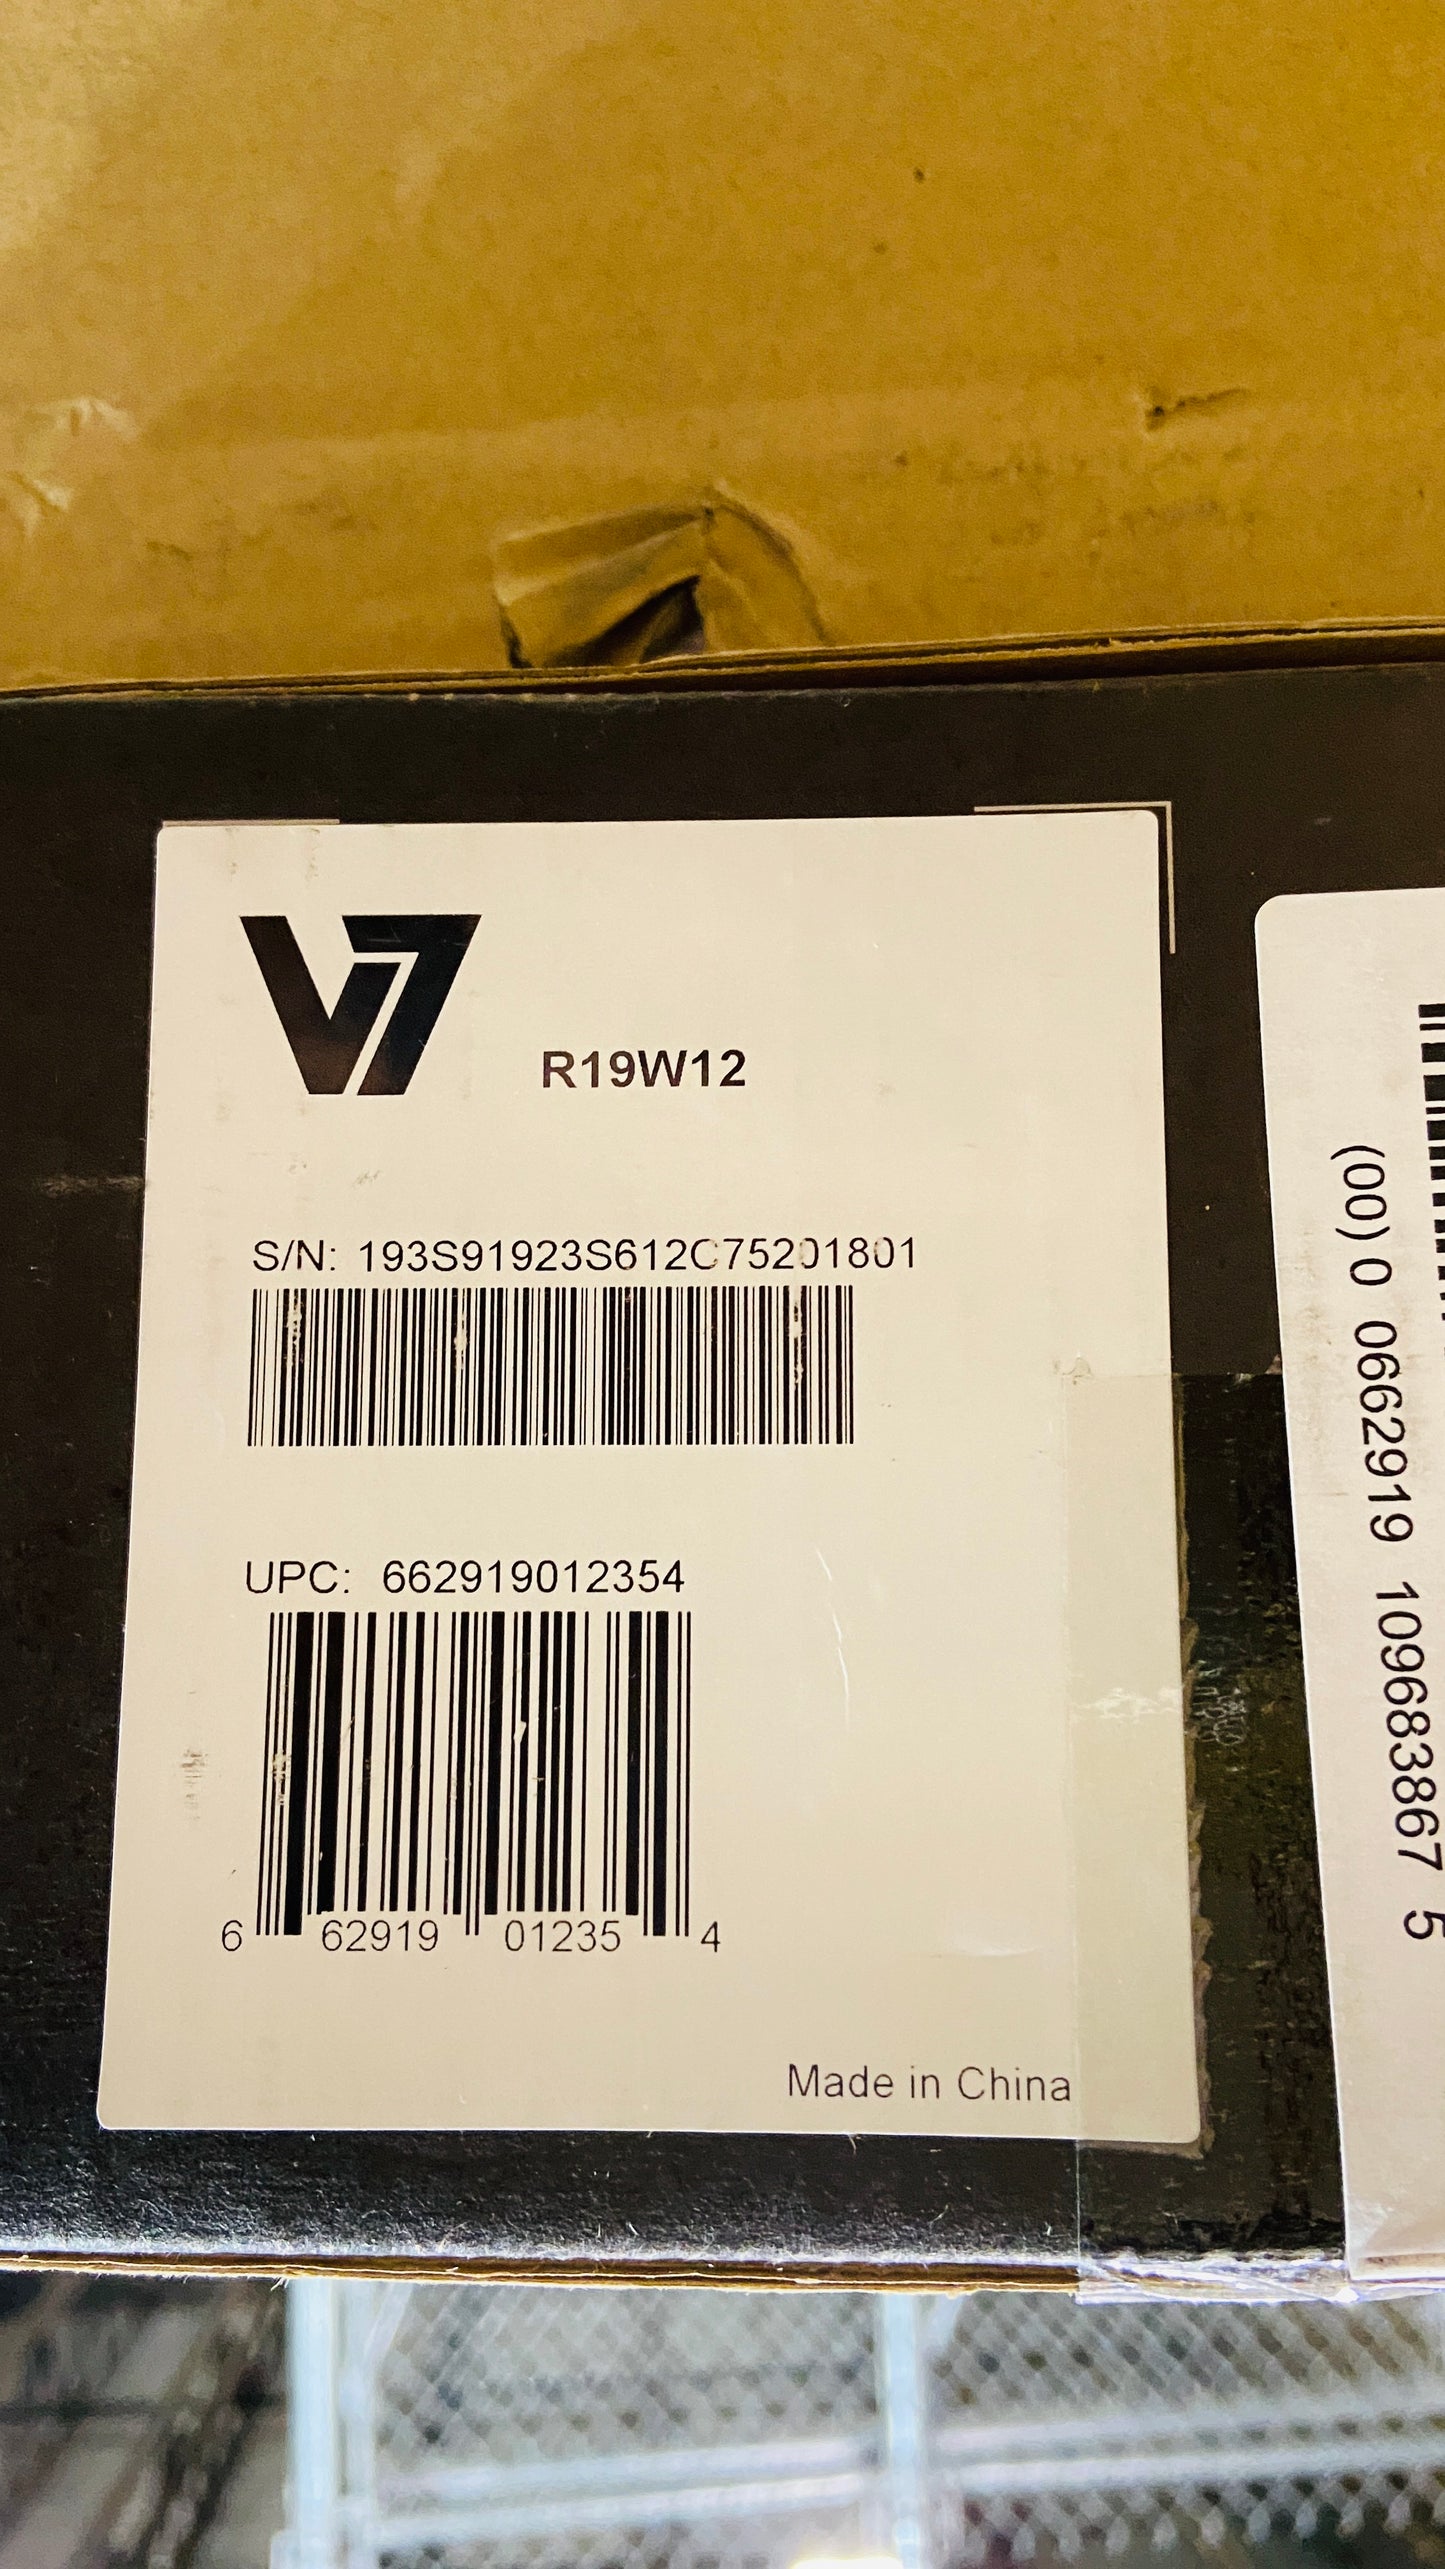 V7
R19W12
S/N: 193S91923S612C75201801
UPC: 662919012354
6 62919 01235 4
Made in China
(00) 0 0662919 109683867 5